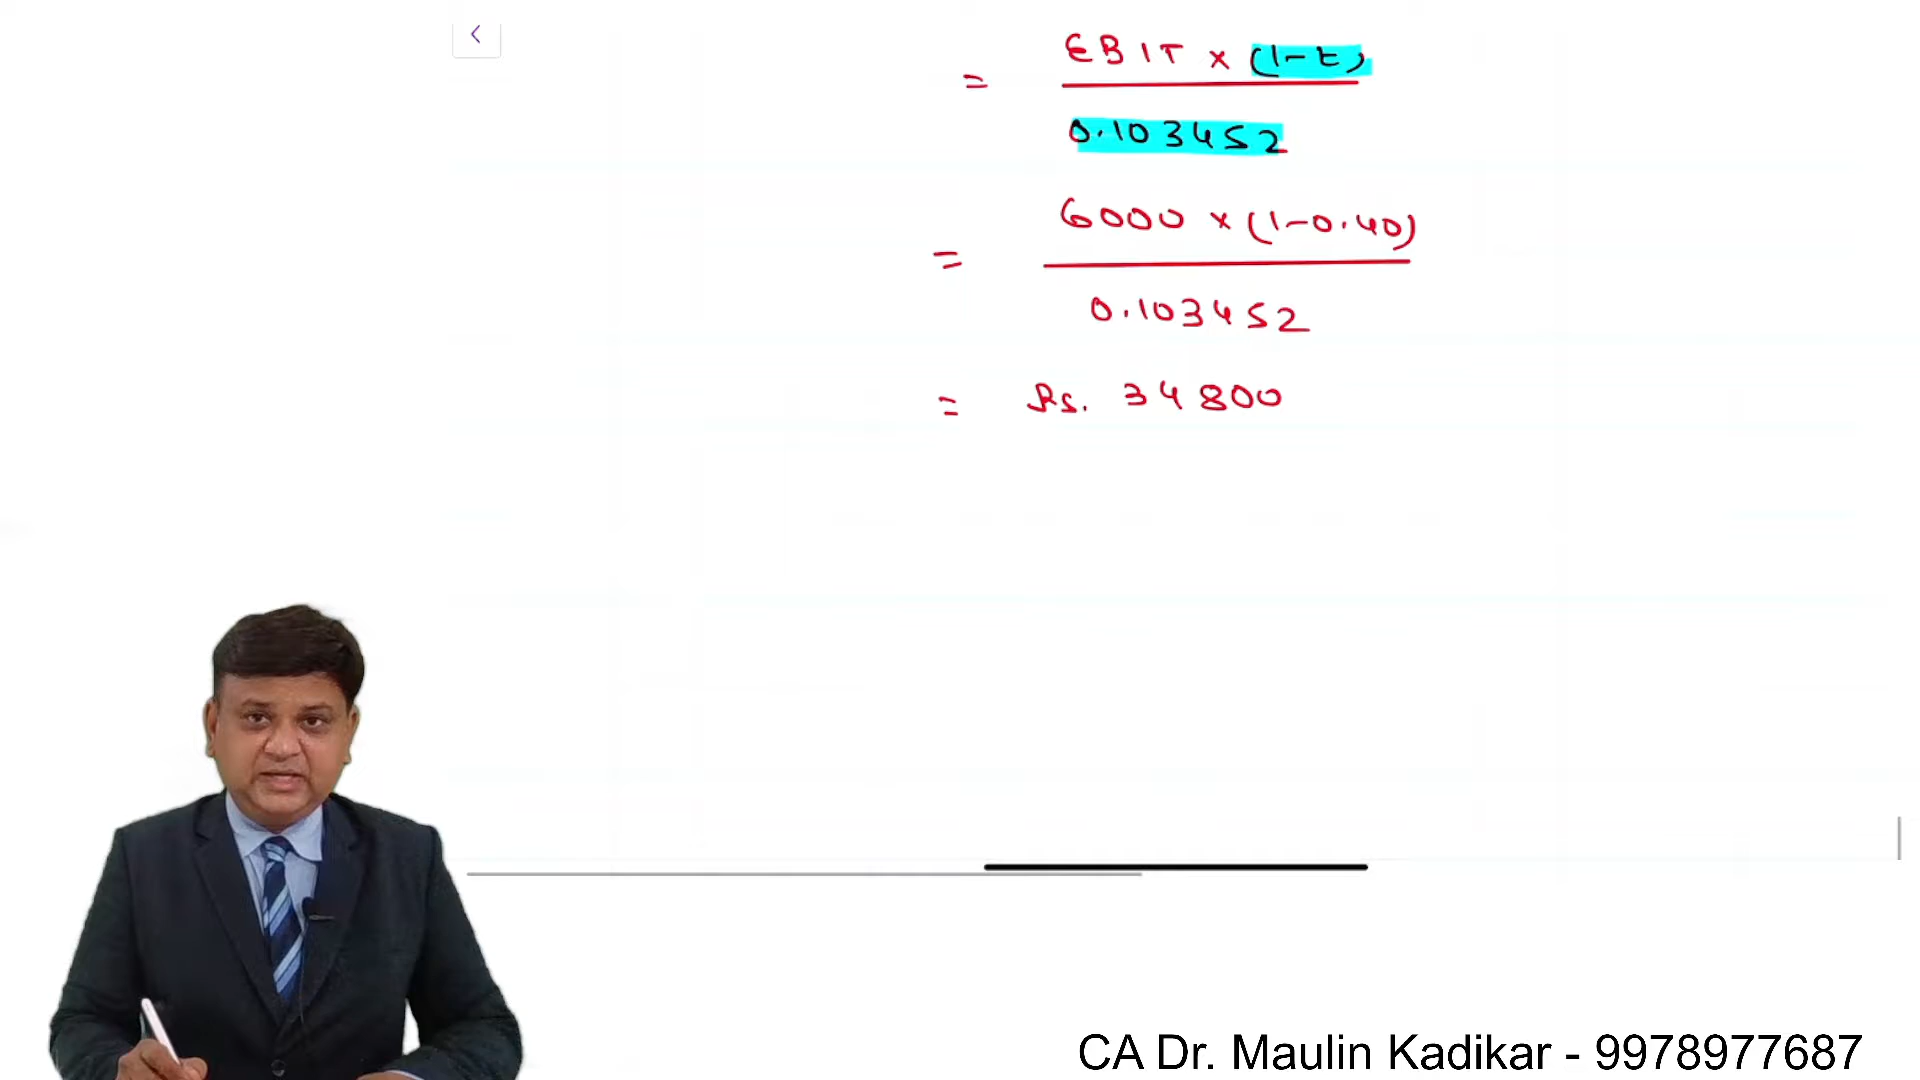 EBIT × (1-t)
=
0.103452
6000 × (1-0.40)
=
0.103452
= Rs. 34800
CA Dr. Maulin Kadikar - 9978977687